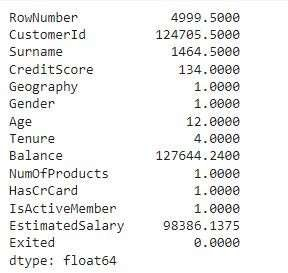 RowNumber 4999.5000
CustomerId 124705.5000
Surname 1464.5000
CreditScore 134.0000
Geography 1.0000
Gender 1.0000
Age 12.0000
Tenure 4.0000
Balance 127644.2400
NumOfProducts 1.0000
HasCrCard 1.0000
IsActiveMember 1.0000
EstimatedSalary 98386.1375
Exited 0.0000
dtype: float64